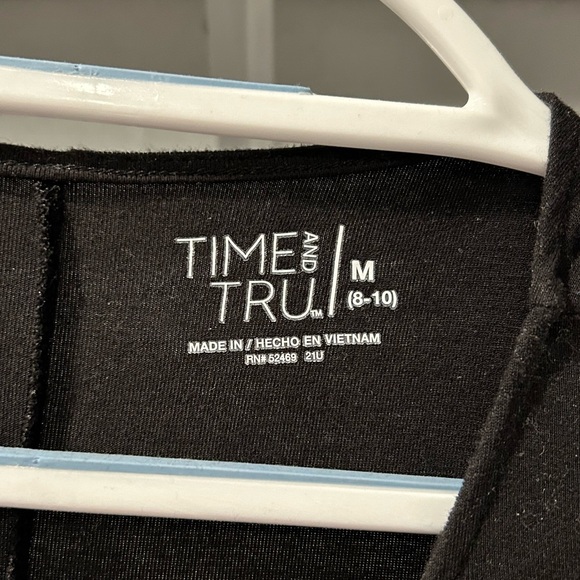 TIME AND
TRU™
M
(8-10)
MADE IN / HECHO EN VIETNAM
RN# 52469 21U